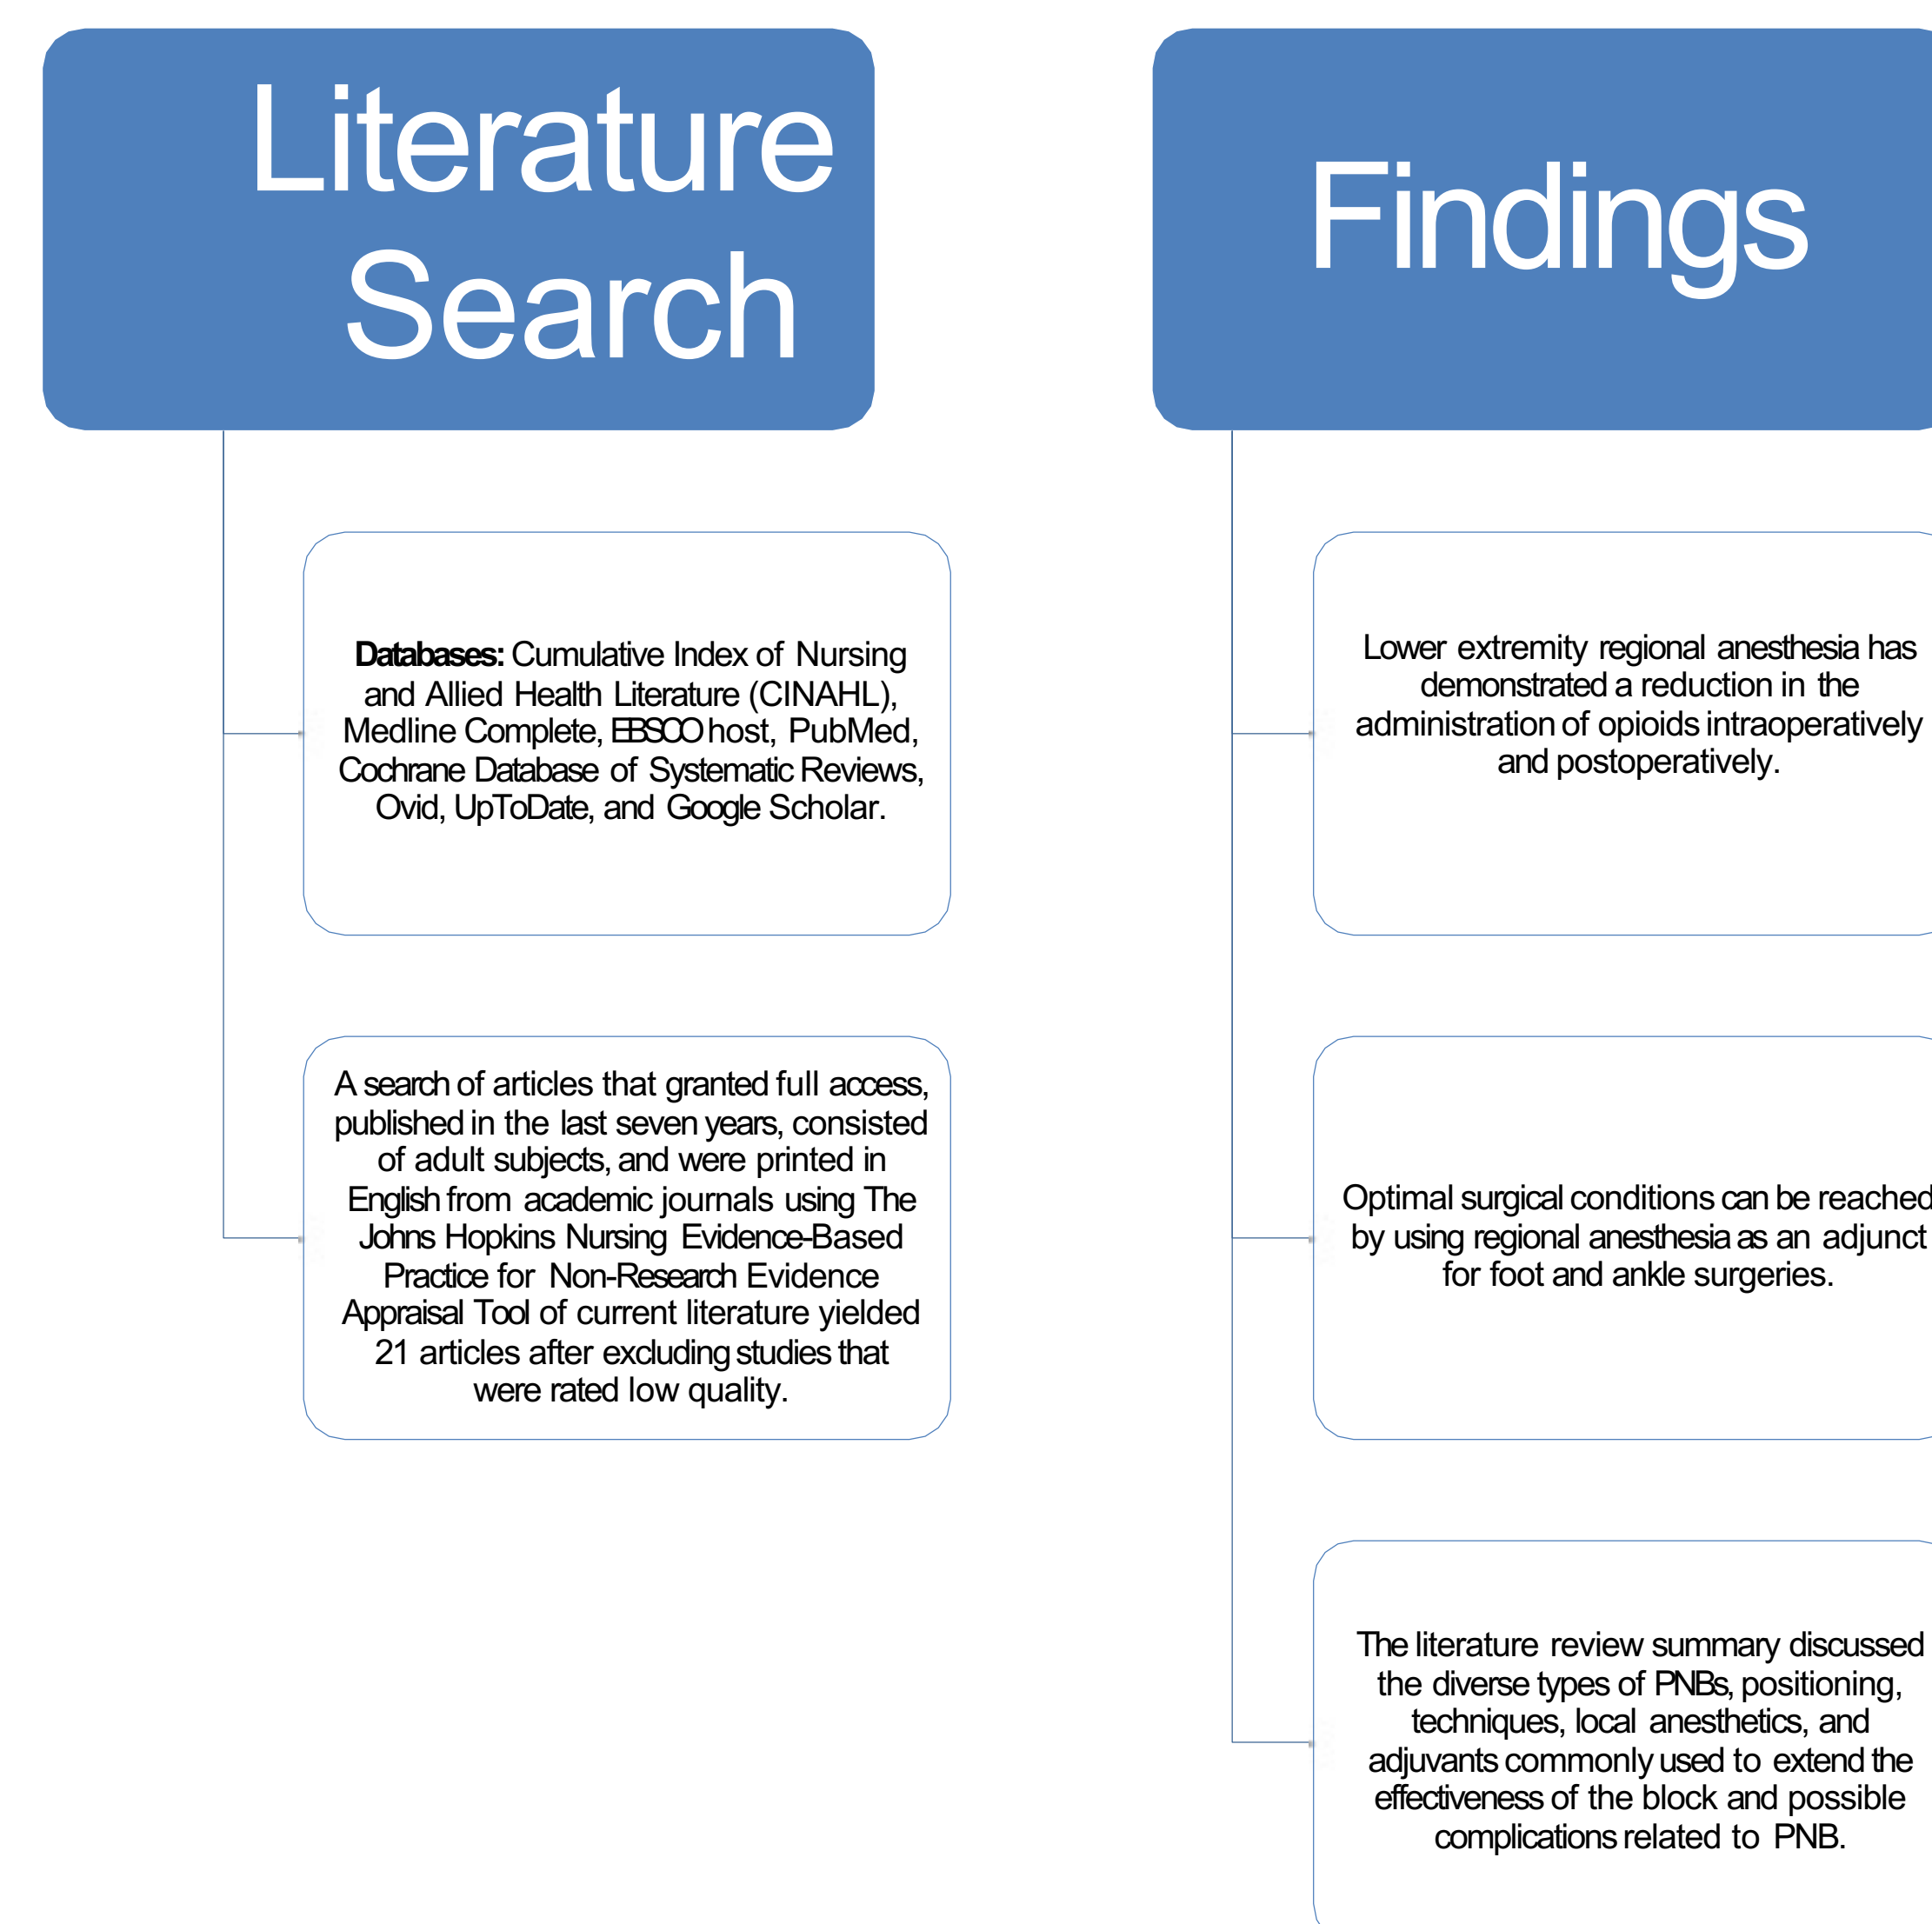 Literature
Search
Databases: Cumulative Index of Nursing
and Allied Health Literature (CINAHL),
Medline Complete, EBSCO host, PubMed,
Cochrane Database of Systematic Reviews,
Ovid, UpToDate, and Google Scholar.
A search of articles that granted full access,
published in the last seven years, consisted
of adult subjects, and were printed in
English from academic journals using The
Johns Hopkins Nursing Evidence-Based
Practice for Non-Research Evidence
Appraisal Tool of current literature yielded
21 articles after excluding studies that
were rated low quality.
Findings
Lower extremity regional anesthesia has
demonstrated a reduction in the
administration of opioids intraoperatively
and postoperatively.
Optimal surgical conditions can be reached
by using regional anesthesia as an adjunct
for foot and ankle surgeries.
The literature review summary discussed
the diverse types of PNBs, positioning,
techniques, local anesthetics, and
adjuvants commonly used to extend the
effectiveness of the block and possible
complications related to PNB.